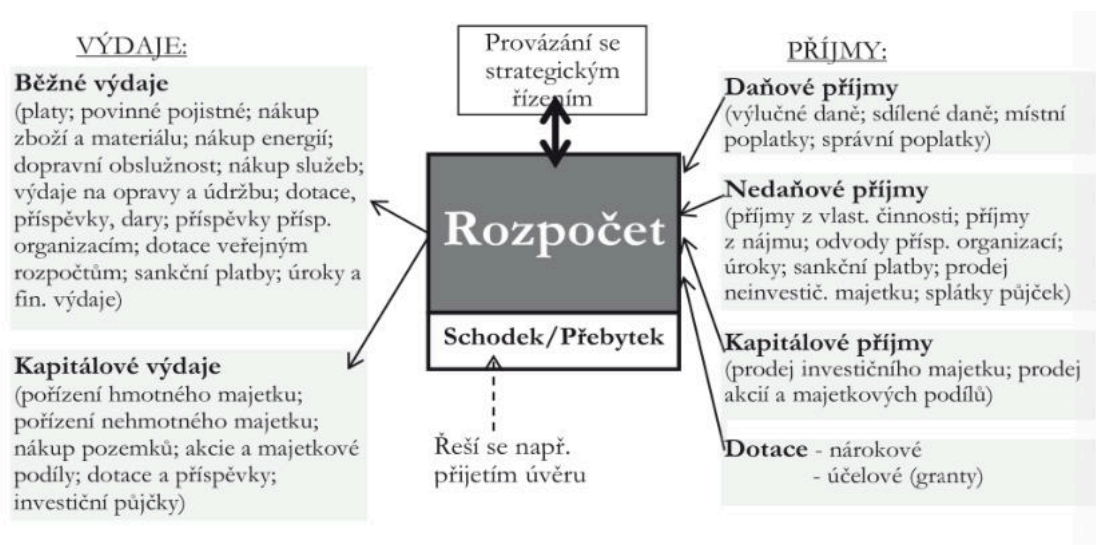 VÝDAJE:
Běžné výdaje
(platy; povinné pojistné; nákup
zboží a materiálu; nákup energií;
dopravní obslužnost; nákup služeb;
výdaje na opravy a údržbu; dotace,
příspěvky, dary; příspěvky přísp.
organizacím; dotace veřejným
rozpočtům; sankční platby; úroky a
fin. výdaje)
Kapitálové výdaje
(pořízení hmotného majetku;
pořízení nehmotného majetku;
nákup pozemků; akcie a majetkové
podíly; dotace a příspěvky;
investiční půjčky)
Provázání se
strategickým
řízením
Rozpočet
Schodek/Přebytek
Řeší se např.
přijetím úvěru
PŘÍJMY:
Daňové příjmy
(výlučné daně; sdílené daně; místní
poplatky; správní poplatky)
Nedaňové příjmy
(příjmy z vlast. činnosti; příjmy
z nájmu; odvody přísp. organizací;
úroky; sankční platby; prodej
neinvestič. majetku; splátky půjček)
Kapitálové příjmy
(prodej investičního majetku; prodej
akcií a majetkových podílů)
Dotace - nárokové
- účelové (granty)